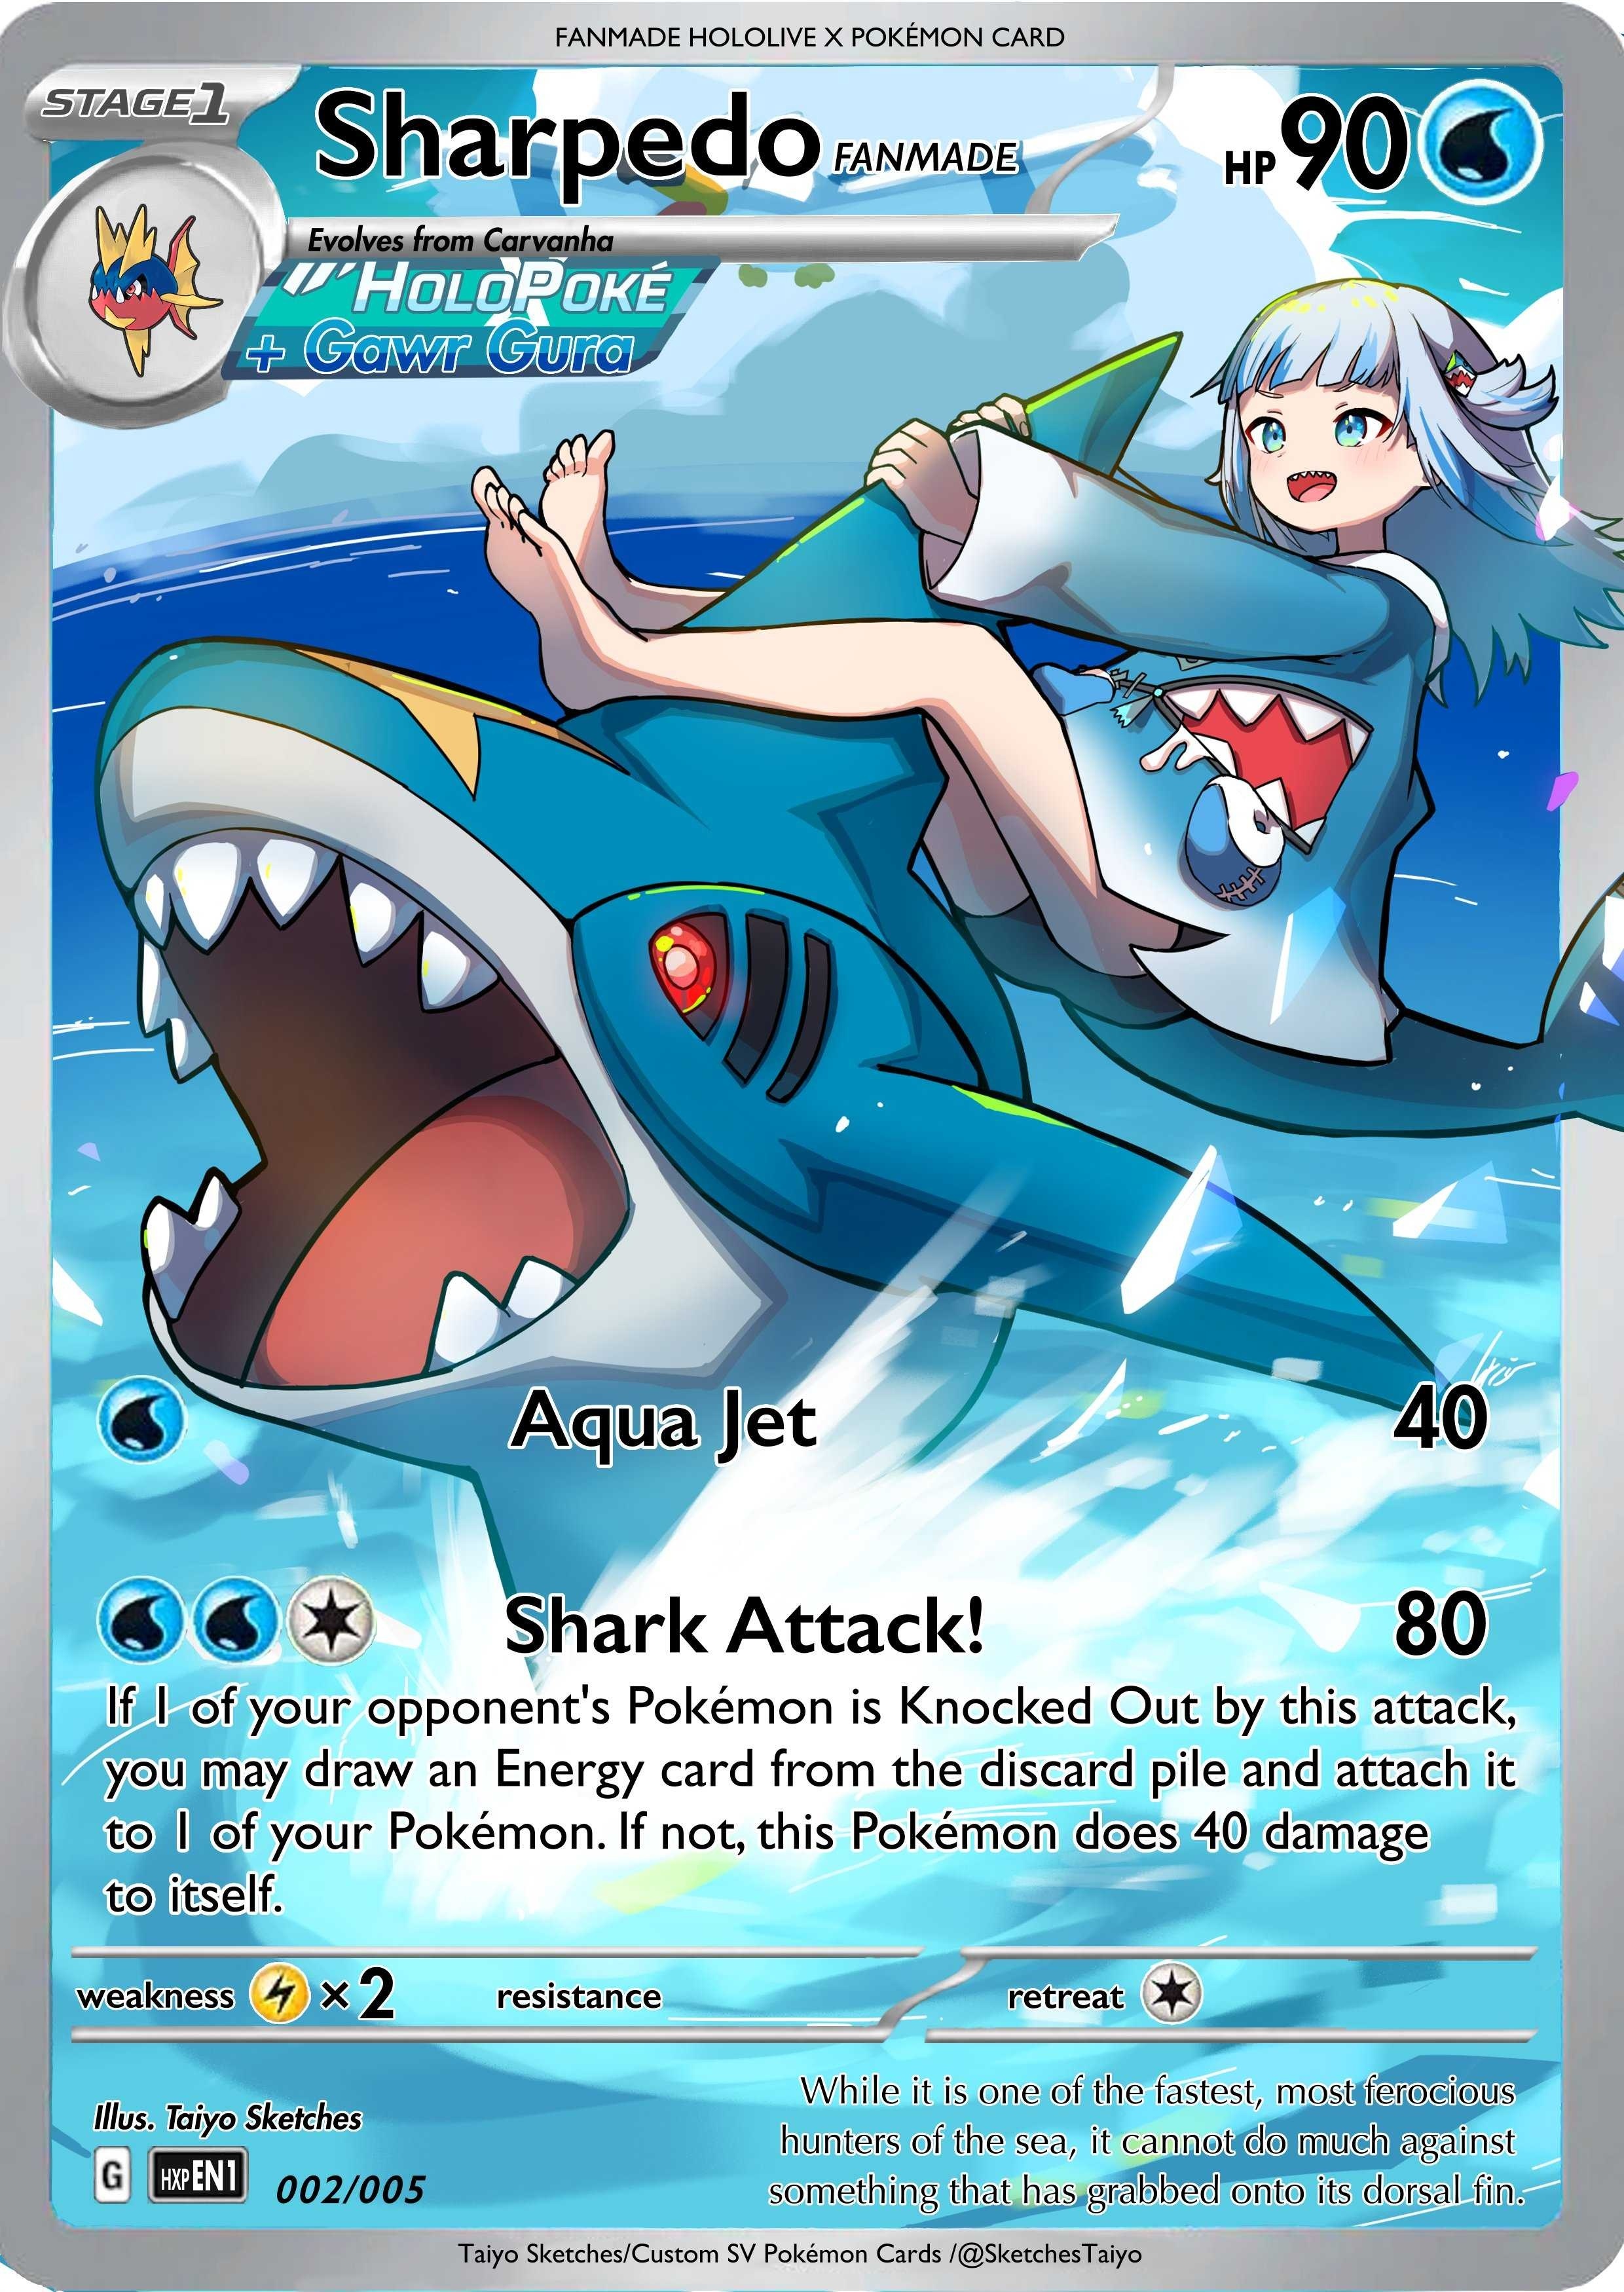 FANMADE HOLOLIVE X POKÉMON CARD
STAGE1
Sharpedo FANMADE
HP 90
Evolves from Carvanha
HOLOPOKÉ
+ Gawr Gura
Aqua Jet 40
Shark Attack! 80
If 1 of your opponent's Pokémon is Knocked Out by this attack,
you may draw an Energy card from the discard pile and attach it
to 1 of your Pokémon. If not, this Pokémon does 40 damage
to itself.
weakness ×2 resistance retreat
While it is one of the fastest, most ferocious
hunters of the sea, it cannot do much against
something that has grabbed onto its dorsal fin.
Illus. Taiyo Sketches
G HXP EN1 002/005
Taiyo Sketches/Custom SV Pokémon Cards /@SketchesTaiyo